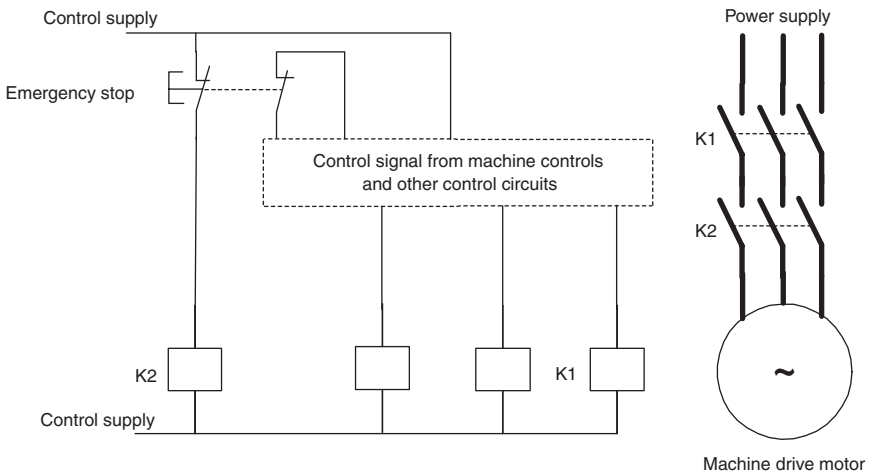 Control supply
Emergency stop
Control signal from machine controls
and other control circuits
K2
K1
Control supply
Power supply
K1
K2
~
Machine drive motor